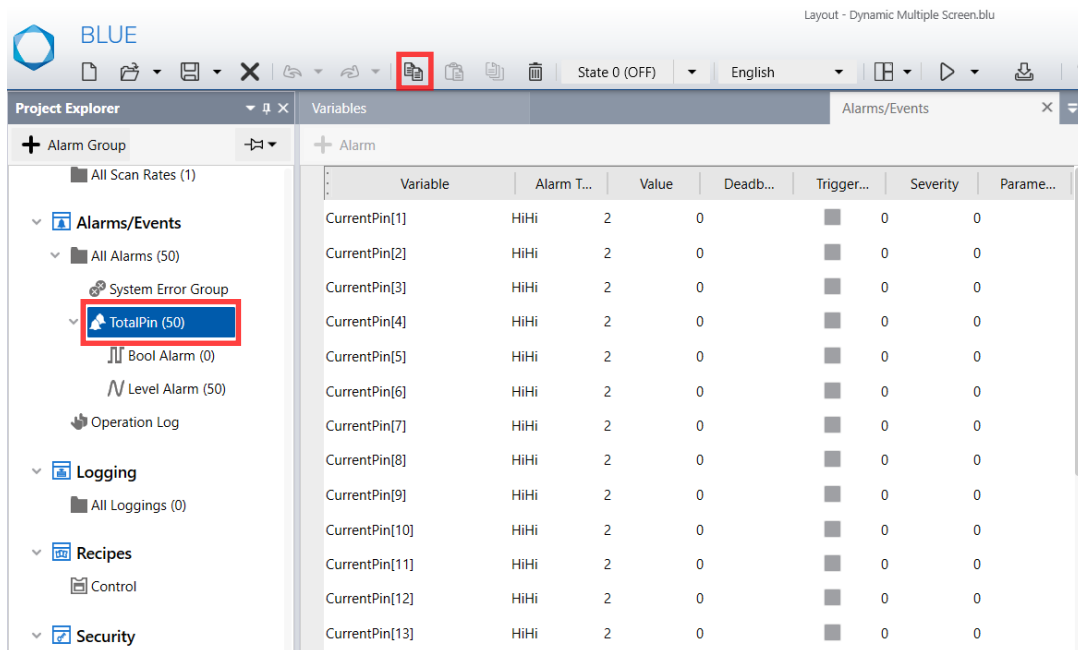 Layout - Dynamic Multiple Screen.blu
BLUE
State 0 (OFF) English
Project Explorer Variables Alarms/Events
Alarm Group Alarm
All Scan Rates (1)
Alarms/Events
All Alarms (50)
System Error Group
TotalPin (50)
Bool Alarm (0)
Level Alarm (50)
Operation Log
Logging
All Loggings (0)
Recipes
Control
Security
Variable Alarm T... Value Deadb... Trigger... Severity Parame...
CurrentPin[1] HiHi 2 0 0 0
CurrentPin[2] HiHi 2 0 0 0
CurrentPin[3] HiHi 2 0 0 0
CurrentPin[4] HiHi 2 0 0 0
CurrentPin[5] HiHi 2 0 0 0
CurrentPin[6] HiHi 2 0 0 0
CurrentPin[7] HiHi 2 0 0 0
CurrentPin[8] HiHi 2 0 0 0
CurrentPin[9] HiHi 2 0 0 0
CurrentPin[10] HiHi 2 0 0 0
CurrentPin[11] HiHi 2 0 0 0
CurrentPin[12] HiHi 2 0 0 0
CurrentPin[13] HiHi 2 0 0 0